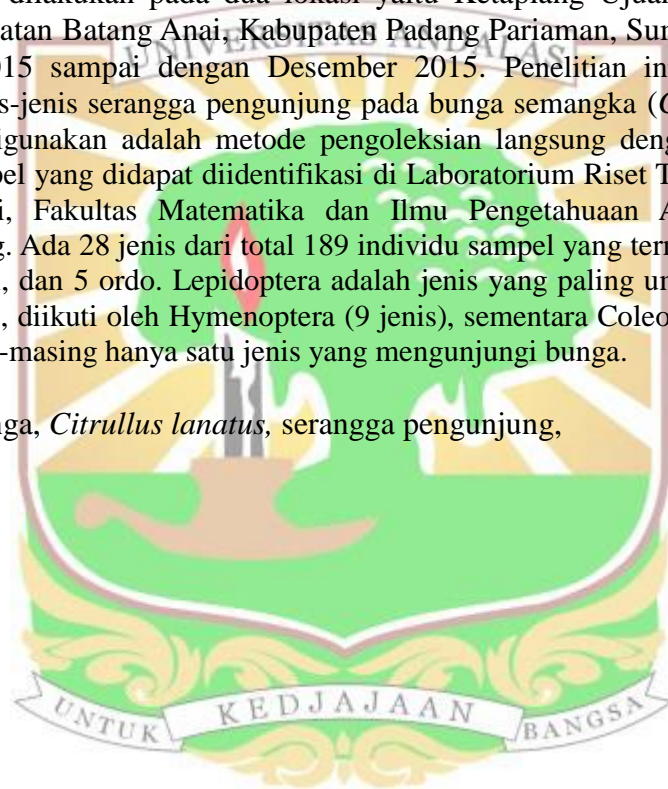 dilakukan pada dua lokasi yaitu Ketaping Ujuan
atan Batang Anai, Kabupaten Padang Pariaman, Sum
015 sampai dengan Desember 2015. Penelitian in
s-jenis serangga pengunjung pada bunga semangka (C
igunakan adalah metode pengoleksian langsung deng
pel yang didapat diidentifikasi di Laboratorium Riset T
i, Fakultas Matematika dan Ilmu Pengetahuaan A
g. Ada 28 jenis dari total 189 individu sampel yang tern
, dan 5 ordo. Lepidoptera adalah jenis yang paling un
, diikuti oleh Hymenoptera (9 jenis), sementara Coleo
-masing hanya satu jenis yang mengunjungi bunga.
nga, Citrullus lanatus, serangga pengunjung,
UNIVERSITAS ANDALAS
UNTUK KEDJAJAAN BANGSA